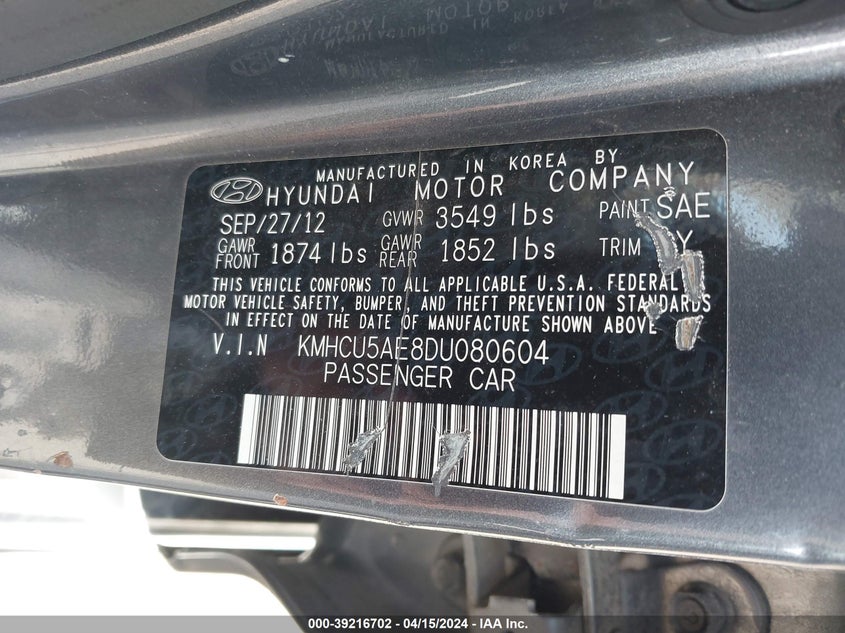 MANUFACTURED IN KOREA BY
HYUNDAI MOTOR COMPANY
SEP/27/12 GVWR 3549 lbs PAINT SAE
GAWR FRONT 1874 lbs GAWR REAR 1852 lbs TRIM
THIS VEHICLE CONFORMS TO ALL APPLICABLE U.S.A. FEDERAL
MOTOR VEHICLE SAFETY, BUMPER, AND THEFT PREVENTION STANDARDS
IN EFFECT ON THE DATE OF MANUFACTURE SHOWN ABOVE
V.I.N KMHCU5AE8DU080604
PASSENGER CAR
000-39216702 - 04/15/2024 - IAA Inc.